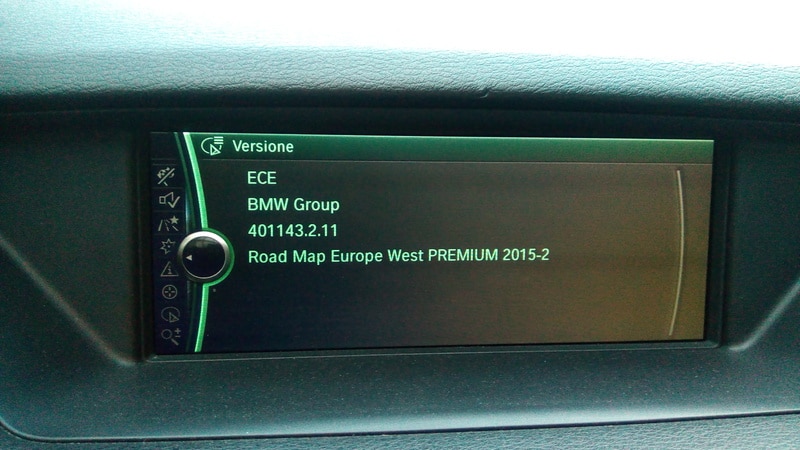 Versione
ECE
BMW Group
401143.2.11
Road Map Europe West PREMIUM 2015-2